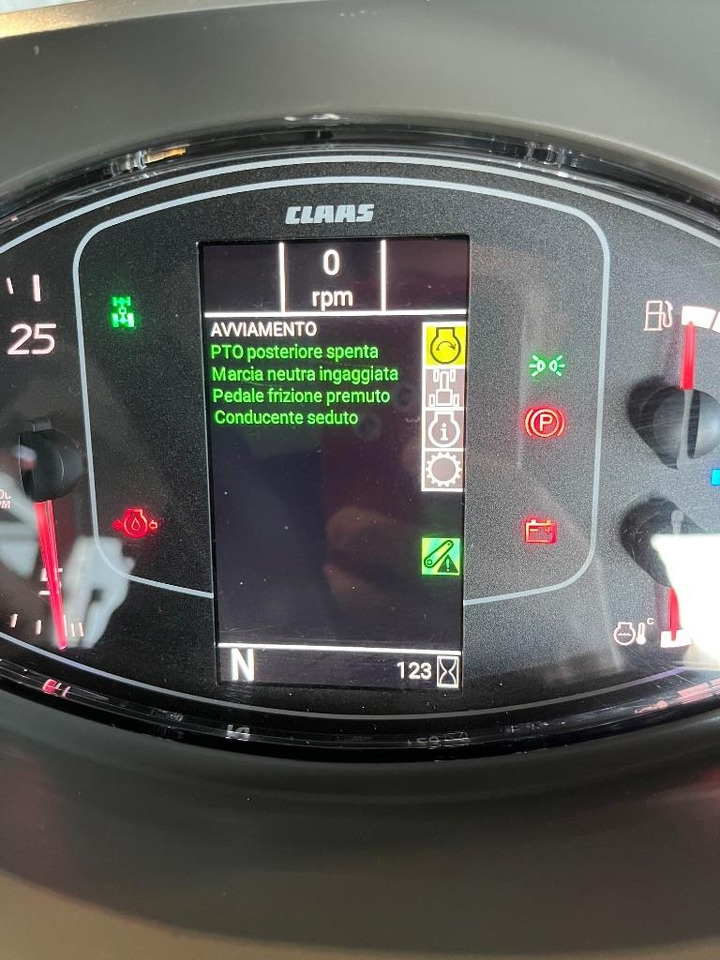 CLAAS
0
rpm
25
AVVIAMENTO
PTO posteriore spenta
Marcia neutra ingaggiata
Pedale frizione premuto
Conducente seduto
P
N
123